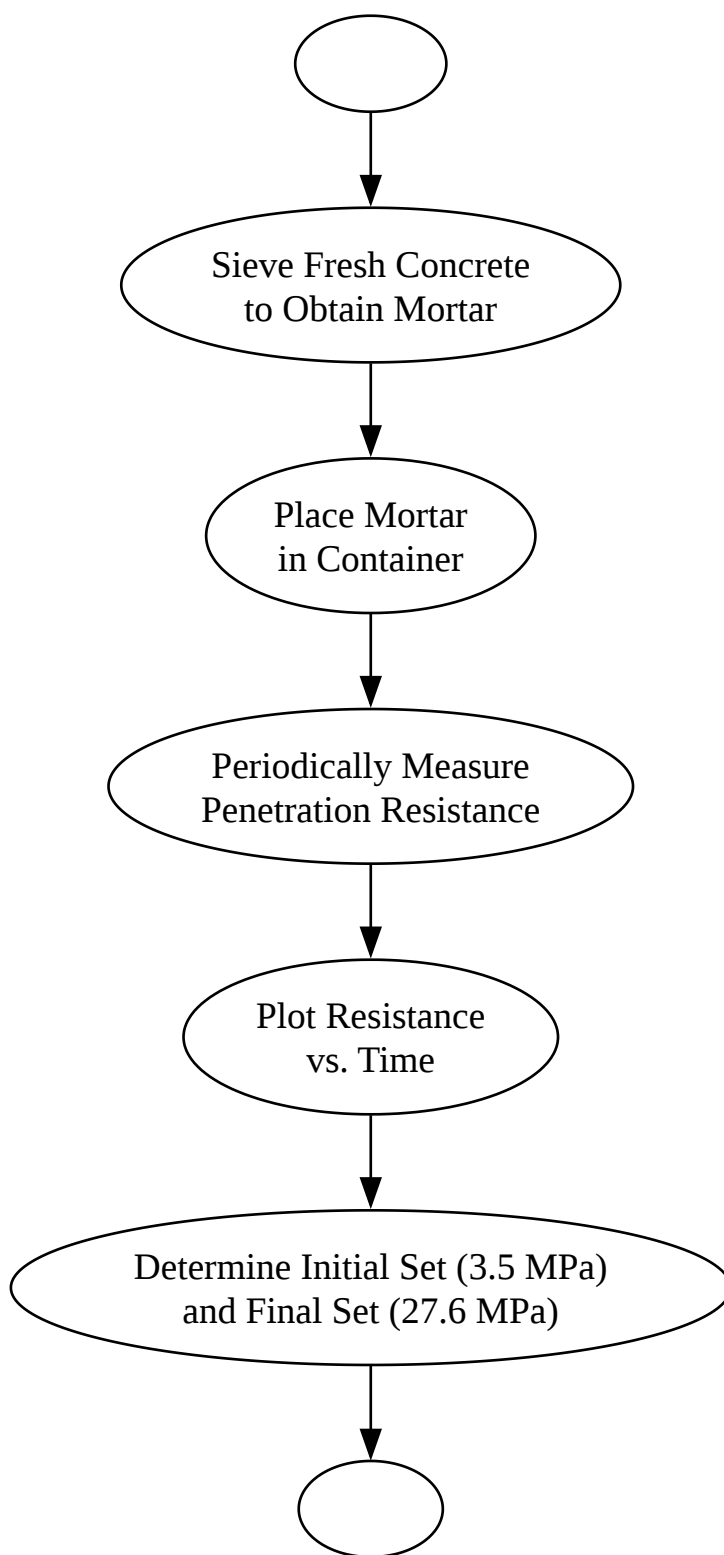 Sieve Fresh Concrete
to Obtain Mortar
Place Mortar
in Container
Periodically Measure
Penetration Resistance
Plot Resistance
vs. Time
Determine Initial Set (3.5 MPa)
and Final Set (27.6 MPa)